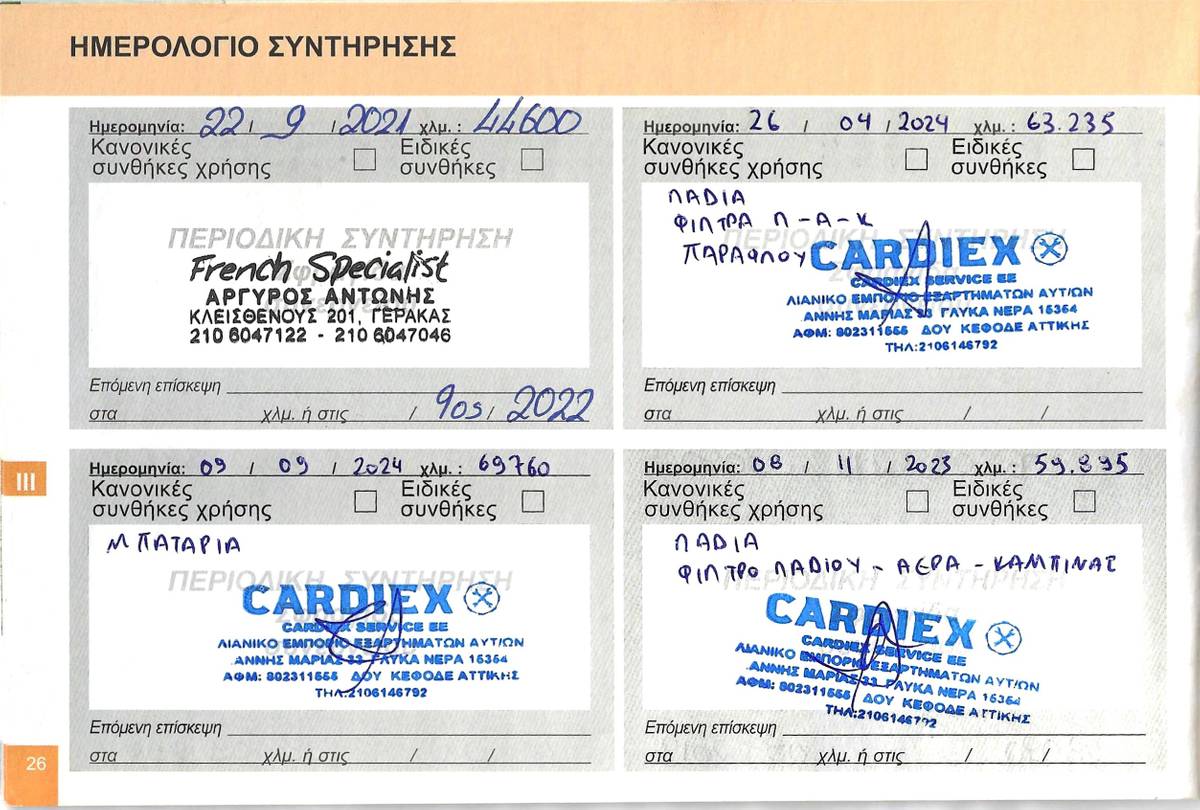 ΗΜΕΡΟΛΟΓΙΟ ΣΥΝΤΗΡΗΣΗΣ
Ημερομηνία: 22 / 9 / 2021 χλμ. : 44600
Κανονικές συνθήκες χρήσης Ειδικές συνθήκες
ΠΕΡΙΟΔΙΚΗ ΣΥΝΤΗΡΗΣΗ
French Specialist
ΑΡΓΥΡΟΣ ΑΝΤΩΝΗΣ
ΚΛΕΙΣΘΕΝΟΥΣ 201, ΓΕΡΑΚΑΣ
210 6047122 - 210 6047046
Επόμενη επίσκεψη
στα χλμ. ή στις / 9ος / 2022
Ημερομηνία: 26 / 04 / 2024 χλμ. : 63.235
Κανονικές συνθήκες χρήσης Ειδικές συνθήκες
ΛΑΔΙΑ
ΦΙΛΤΡΑ Λ-Α-Κ
ΠΑΡΑΦΛΟΥ
ΠΕΡΙΟΔΙΚΗ ΣΥΝΤΗΡΗΣΗ
CARDIEX
CARDIEX SERVICE ΕΕ
ΛΙΑΝΙΚΟ ΕΜΠΟΡΙΟ ΕΞΑΡΤΗΜΑΤΩΝ ΑΥΤ/ΩΝ
ΑΝΝΗΣ ΜΑΡΙΑΣ 33 ΓΛΥΚΑ ΝΕΡΑ 15354
ΑΦΜ: 802311555 ΔΟΥ ΚΕΦΟΔΕ ΑΤΤΙΚΗΣ
ΤΗΛ:2106146792
Επόμενη επίσκεψη
στα χλμ. ή στις / /
Ημερομηνία: 09 / 09 / 2024 χλμ. : 69760
Κανονικές συνθήκες χρήσης Ειδικές συνθήκες
ΜΠΑΤΑΡΙΑ
ΠΕΡΙΟΔΙΚΗ ΣΥΝΤΗΡΗΣΗ
CARDIEX
CARDIEX SERVICE ΕΕ
ΛΙΑΝΙΚΟ ΕΜΠΟΡΙΟ ΕΞΑΡΤΗΜΑΤΩΝ ΑΥΤ/ΩΝ
ΑΝΝΗΣ ΜΑΡΙΑΣ 33 ΓΛΥΚΑ ΝΕΡΑ 15354
ΑΦΜ: 802311555 ΔΟΥ ΚΕΦΟΔΕ ΑΤΤΙΚΗΣ
ΤΗΛ:2106146792
Επόμενη επίσκεψη
στα χλμ. ή στις / /
Ημερομηνία: 08 / 11 / 2023 χλμ. : 59.895
Κανονικές συνθήκες χρήσης Ειδικές συνθήκες
ΛΑΔΙΑ
ΦΙΛΤΡΟ ΛΑΔΙΟΥ - ΑΕΡΑ - ΚΑΜΠΙΝΑΣ
ΠΕΡΙΟΔΙΚΗ ΣΥΝΤΗΡΗΣΗ
CARDIEX
CARDIEX SERVICE ΕΕ
ΛΙΑΝΙΚΟ ΕΜΠΟΡΙΟ ΕΞΑΡΤΗΜΑΤΩΝ ΑΥΤ/ΩΝ
ΑΝΝΗΣ ΜΑΡΙΑΣ 33 ΓΛΥΚΑ ΝΕΡΑ 15354
ΑΦΜ: 802311555 ΔΟΥ ΚΕΦΟΔΕ ΑΤΤΙΚΗΣ
ΤΗΛ:2106146792
Επόμενη επίσκεψη
στα χλμ. ή στις / /
III
26